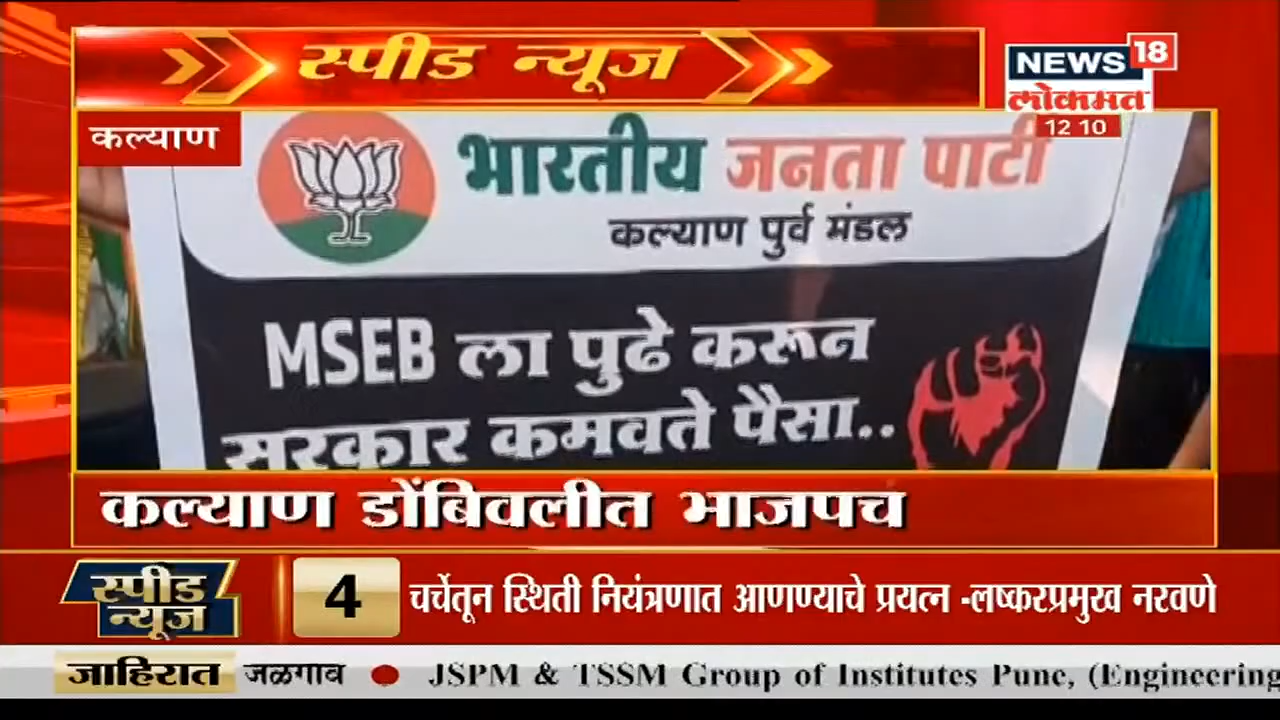 स्पीड न्यूज
NEWS 18
लोकमत
12 10
कल्याण
भारतीय जनता पार्टी
कल्याण पुर्व मंडल
MSEB ला पुढे करून
सरकार कमवते पैसा..
कल्याण डोंबिवलीत भाजपच
स्पीड न्यूज
4 चर्चेतून स्थिती नियंत्रणात आणण्याचे प्रयत्न -लष्करप्रमुख नरवणे
जाहिरात जळगाव JSPM & TSSM Group of Institutes Pune, (Engineering